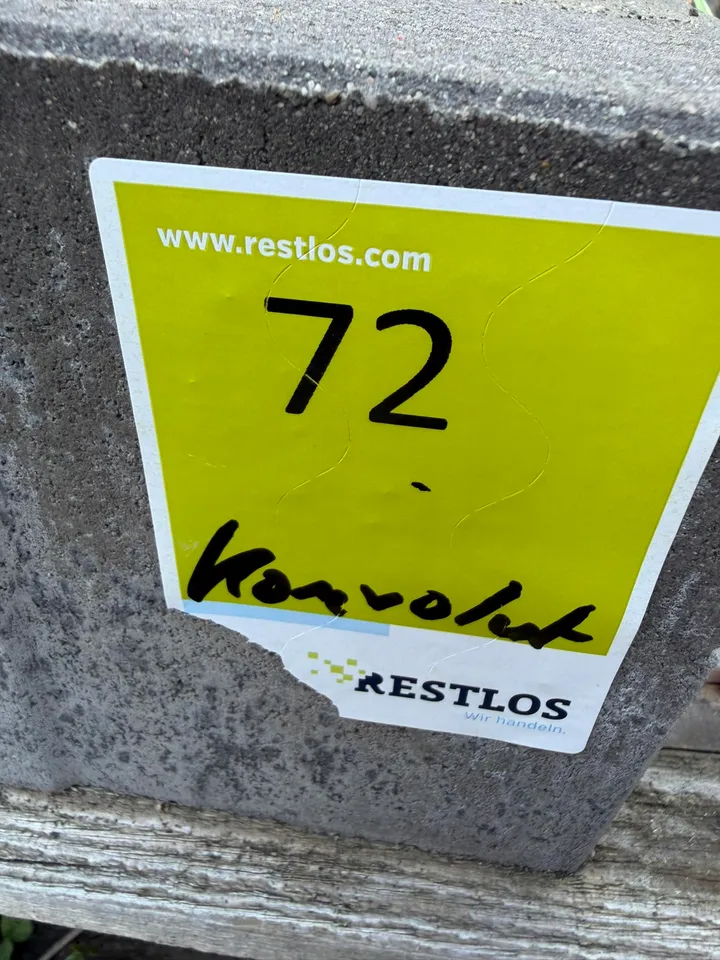 www.restlos.com
72
Konvolut
RESTLOS
Wir handeln.